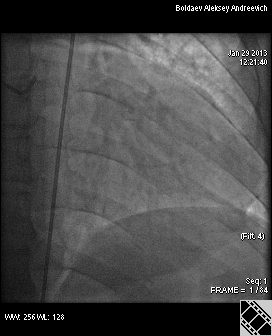 Boldaev Aleksey Andreevich
Jan 29 2013
12:21:40
(Filt. 4)
Seq: 1
FRAME = 1 / 84
WW: 256 WL: 128